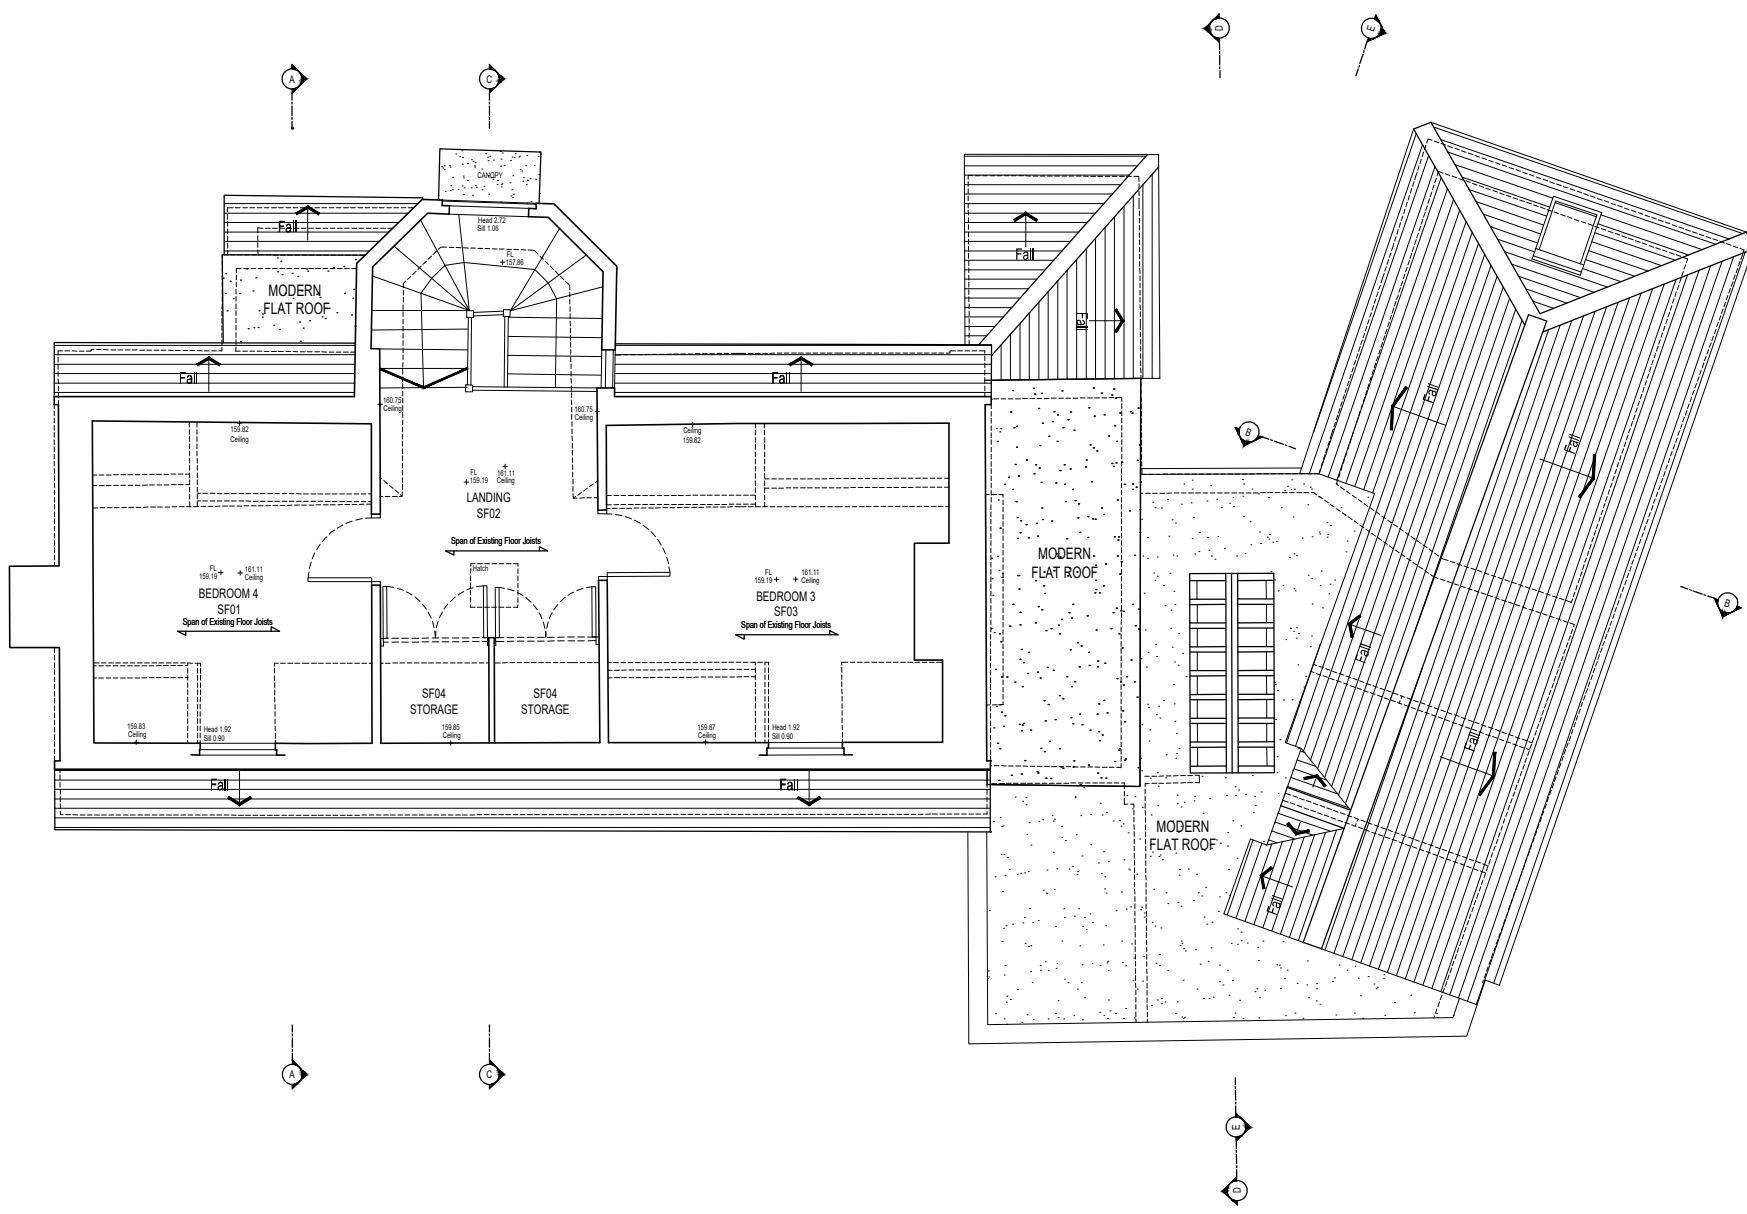 D
E
A
C
CANOPY
Head 2.72
Sill 1.06
Fall
FL
157.86
Fall
MODERN
FLAT ROOF
Fall
Fall
Fall
Fall
160.75
Ceiling
160.75
Ceiling
159.82
Ceiling
Ceiling
159.82
B
Fall
FL
159.19
161.11
Ceiling
LANDING
SF02
Span of Existing Floor Joists
MODERN
FLAT ROOF
Hatch
FL
159.19
161.11
Ceiling
BEDROOM 4
SF01
Span of Existing Floor Joists
FL
159.19
161.11
Ceiling
BEDROOM 3
SF03
Span of Existing Floor Joists
B
Fall
SF04
STORAGE
SF04
STORAGE
159.83
Ceiling
Head 1.92
Sill 0.90
159.85
Ceiling
159.87
Ceiling
Head 1.92
Sill 0.90
Fall
Fall
Fall
MODERN
FLAT ROOF
Fall
A
C
E
D